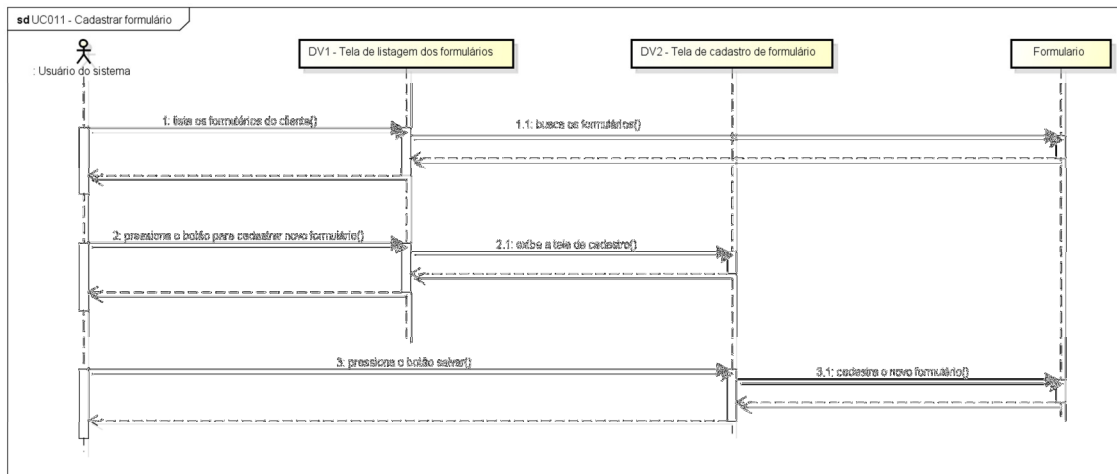 sd UC011 - Cadastrar formulário
DV1 - Tela de listagem dos formulários
DV2 - Tela de cadastro de formulário
Formulario
: Usuário do sistema
1: lista os formulários do cliente()
1.1: busca os formulários()
2: pressiona o botão para cadastrar novo formulário()
2.1: exibe a tela de cadastro()
3: pressiona o botão salvar()
3.1: cadastra o novo formulário()